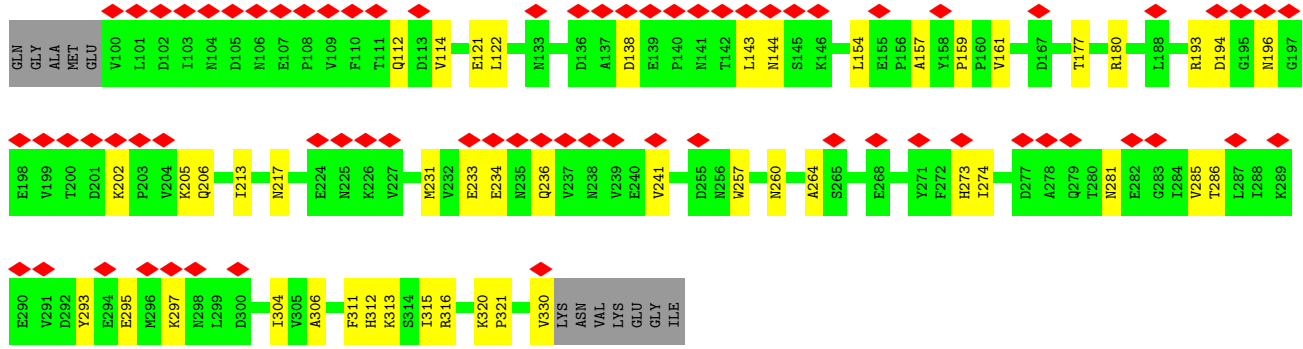 GLN GLY ALA MET GLU V100 L101 D102 I103 N104 D105 N106 E107 P108 V109 F110 T111 Q112 D113 V114 E121 L122 N133 D136 A137 D138 E139 P140 N141 T142 L143 N144 S145 K146 L154 E155 P156 A157 Y158 P159 P160 V161 D167 T177 R180 L188 R193 D194 G195 N196 G197
E198 V199 T200 D201 K202 P203 V204 K205 Q206 I213 N217 E224 N225 K226 V227 M231 V232 E233 E234 N235 Q236 V237 N238 V239 E240 V241 D255 N256 W257 N260 A264 S265 E268 Y271 F272 H273 I274 D277 A278 Q279 T280 N281 E282 G283 I284 V285 T286 L287 I288 K289
E290 V291 D292 Y293 E294 E295 M296 K297 N298 L299 D300 I304 V305 A306 F311 H312 K313 S314 I315 R316 K320 P321 V330 LYS ASN VAL LYS GLU GLY ILE